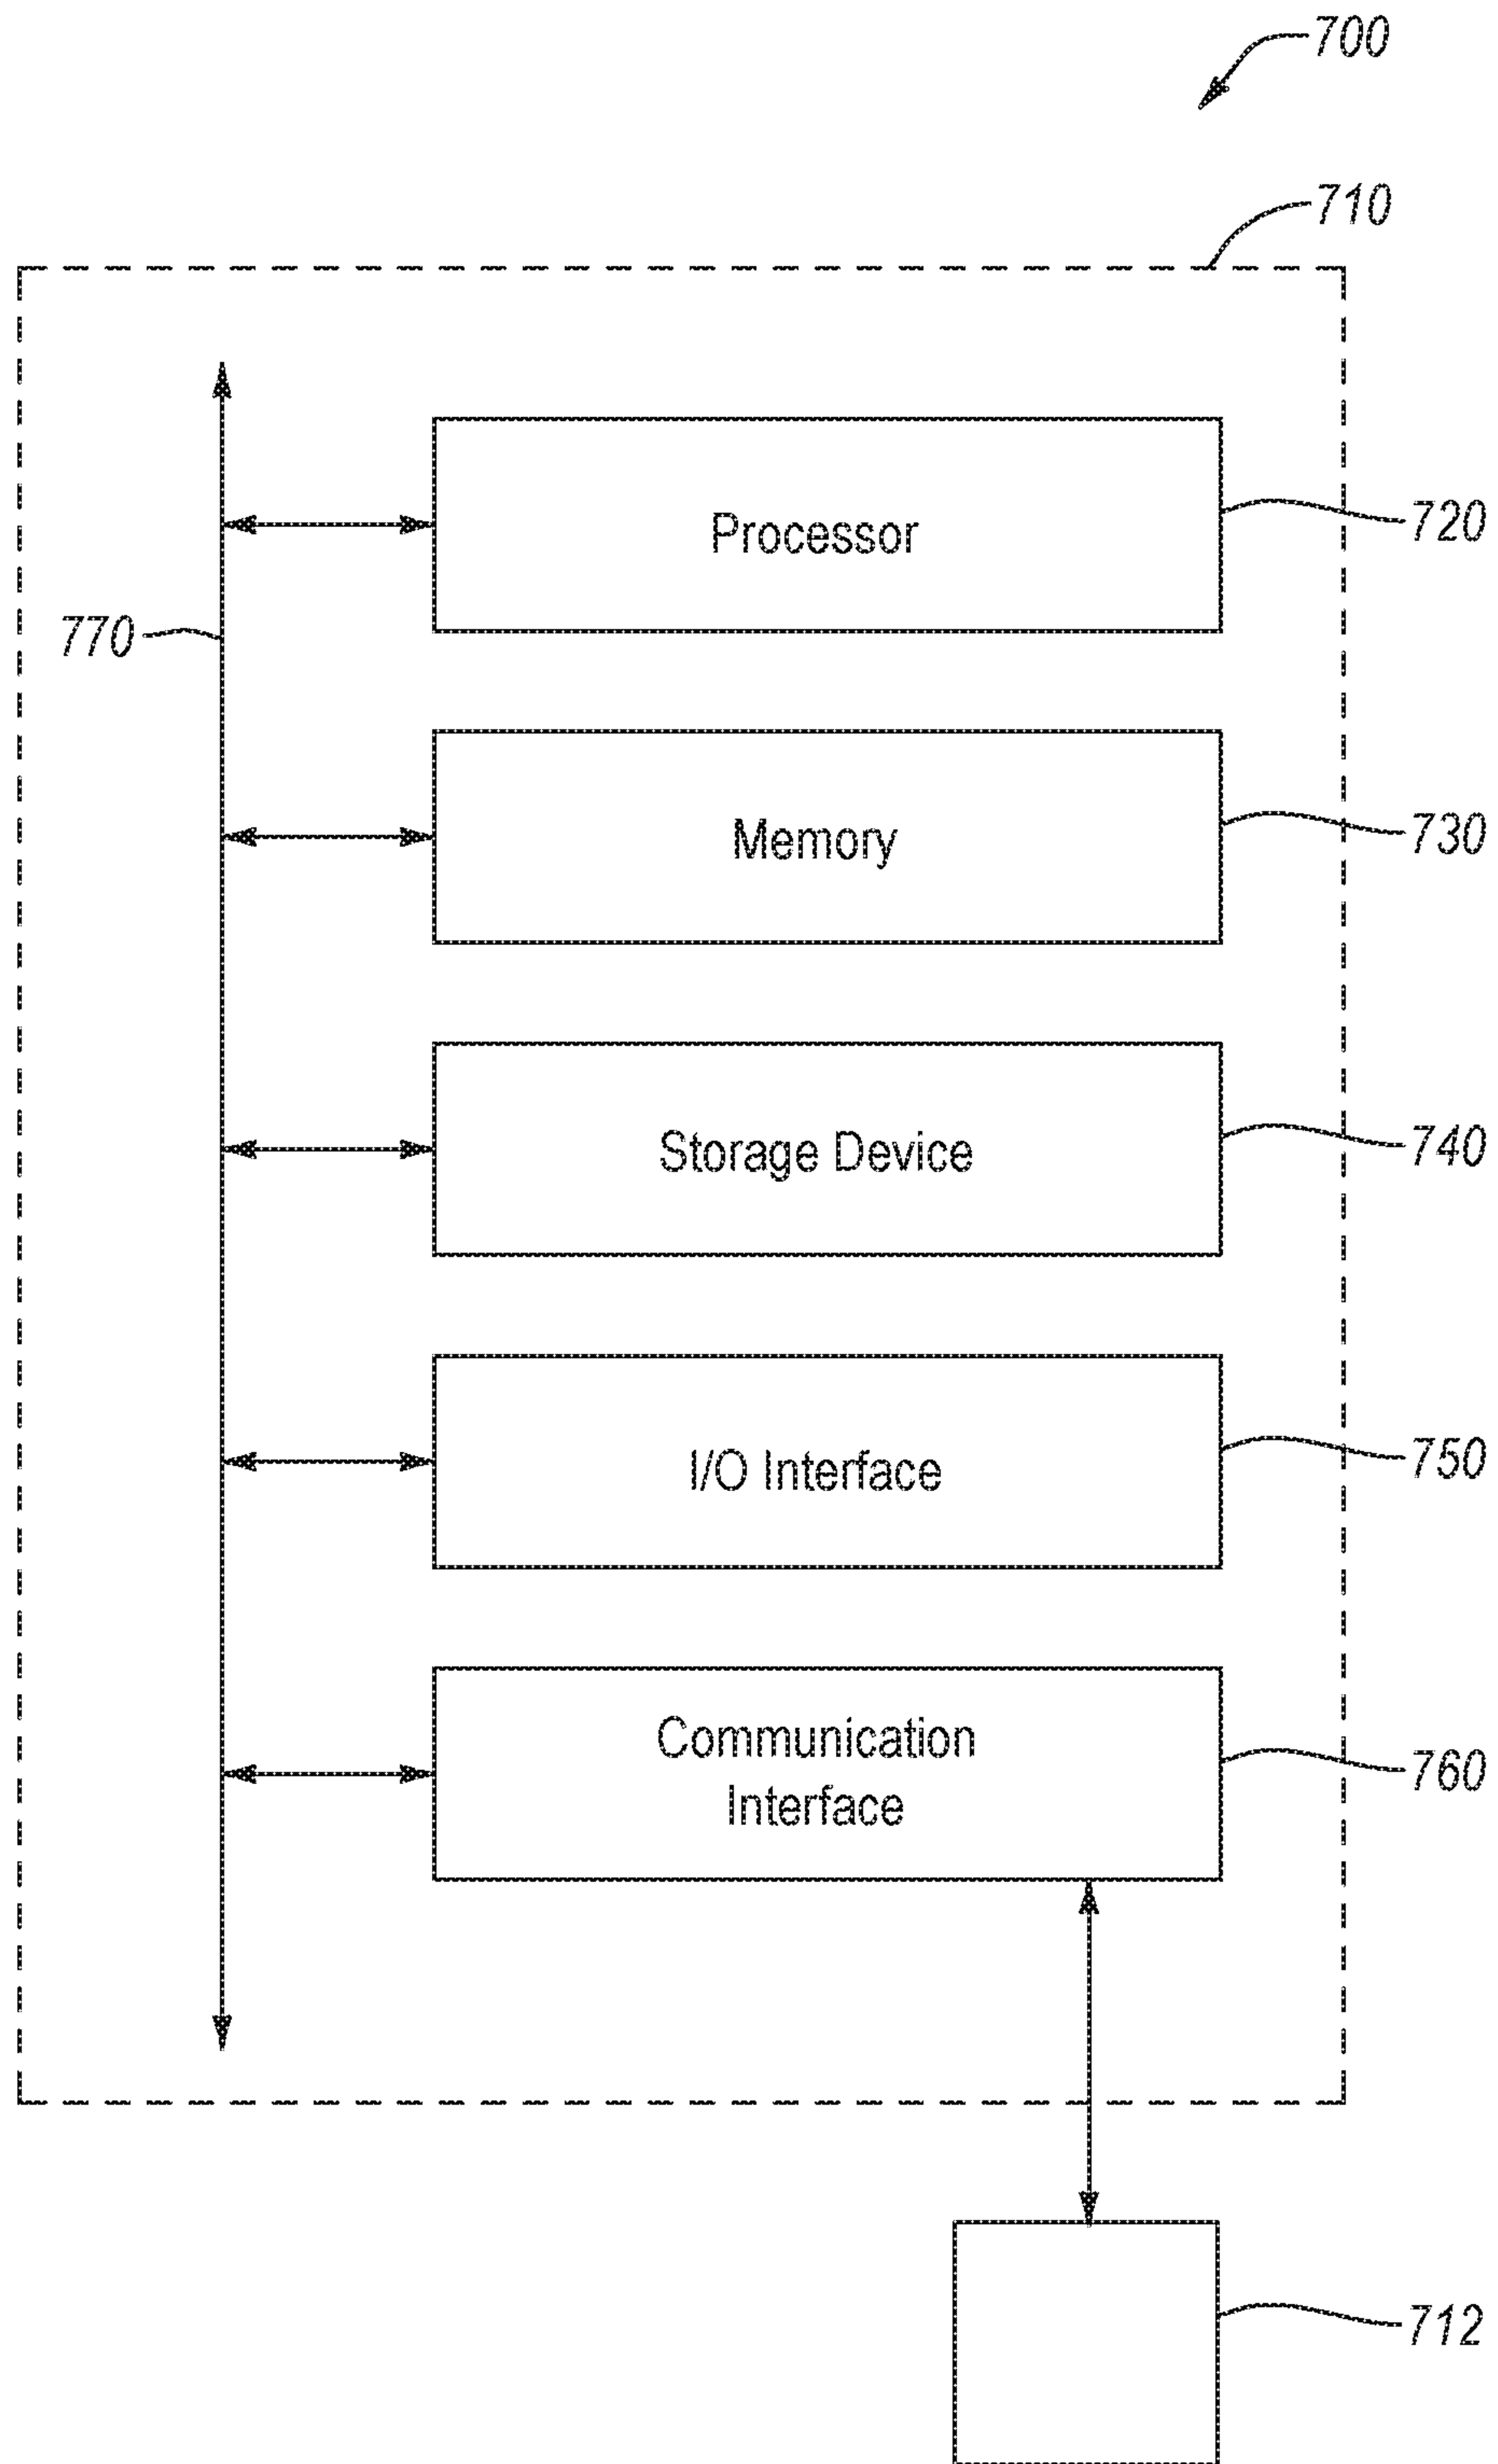 700
710
Processor
720
770
Memory
730
Storage Device
740
I/O Interface
750
Communication
Interface
760
712